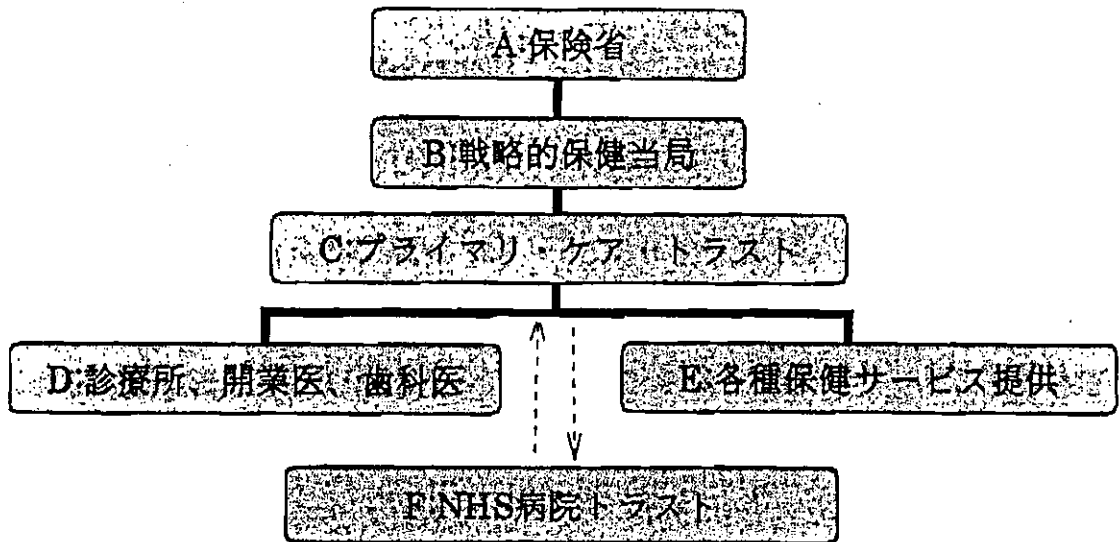 A:保険省
B:戦略的保健当局
C:プライマリ・ケア・トラスト
D:診療所、開業医、歯科医
E:各種保健サービス提供
F:NHS病院トラスト